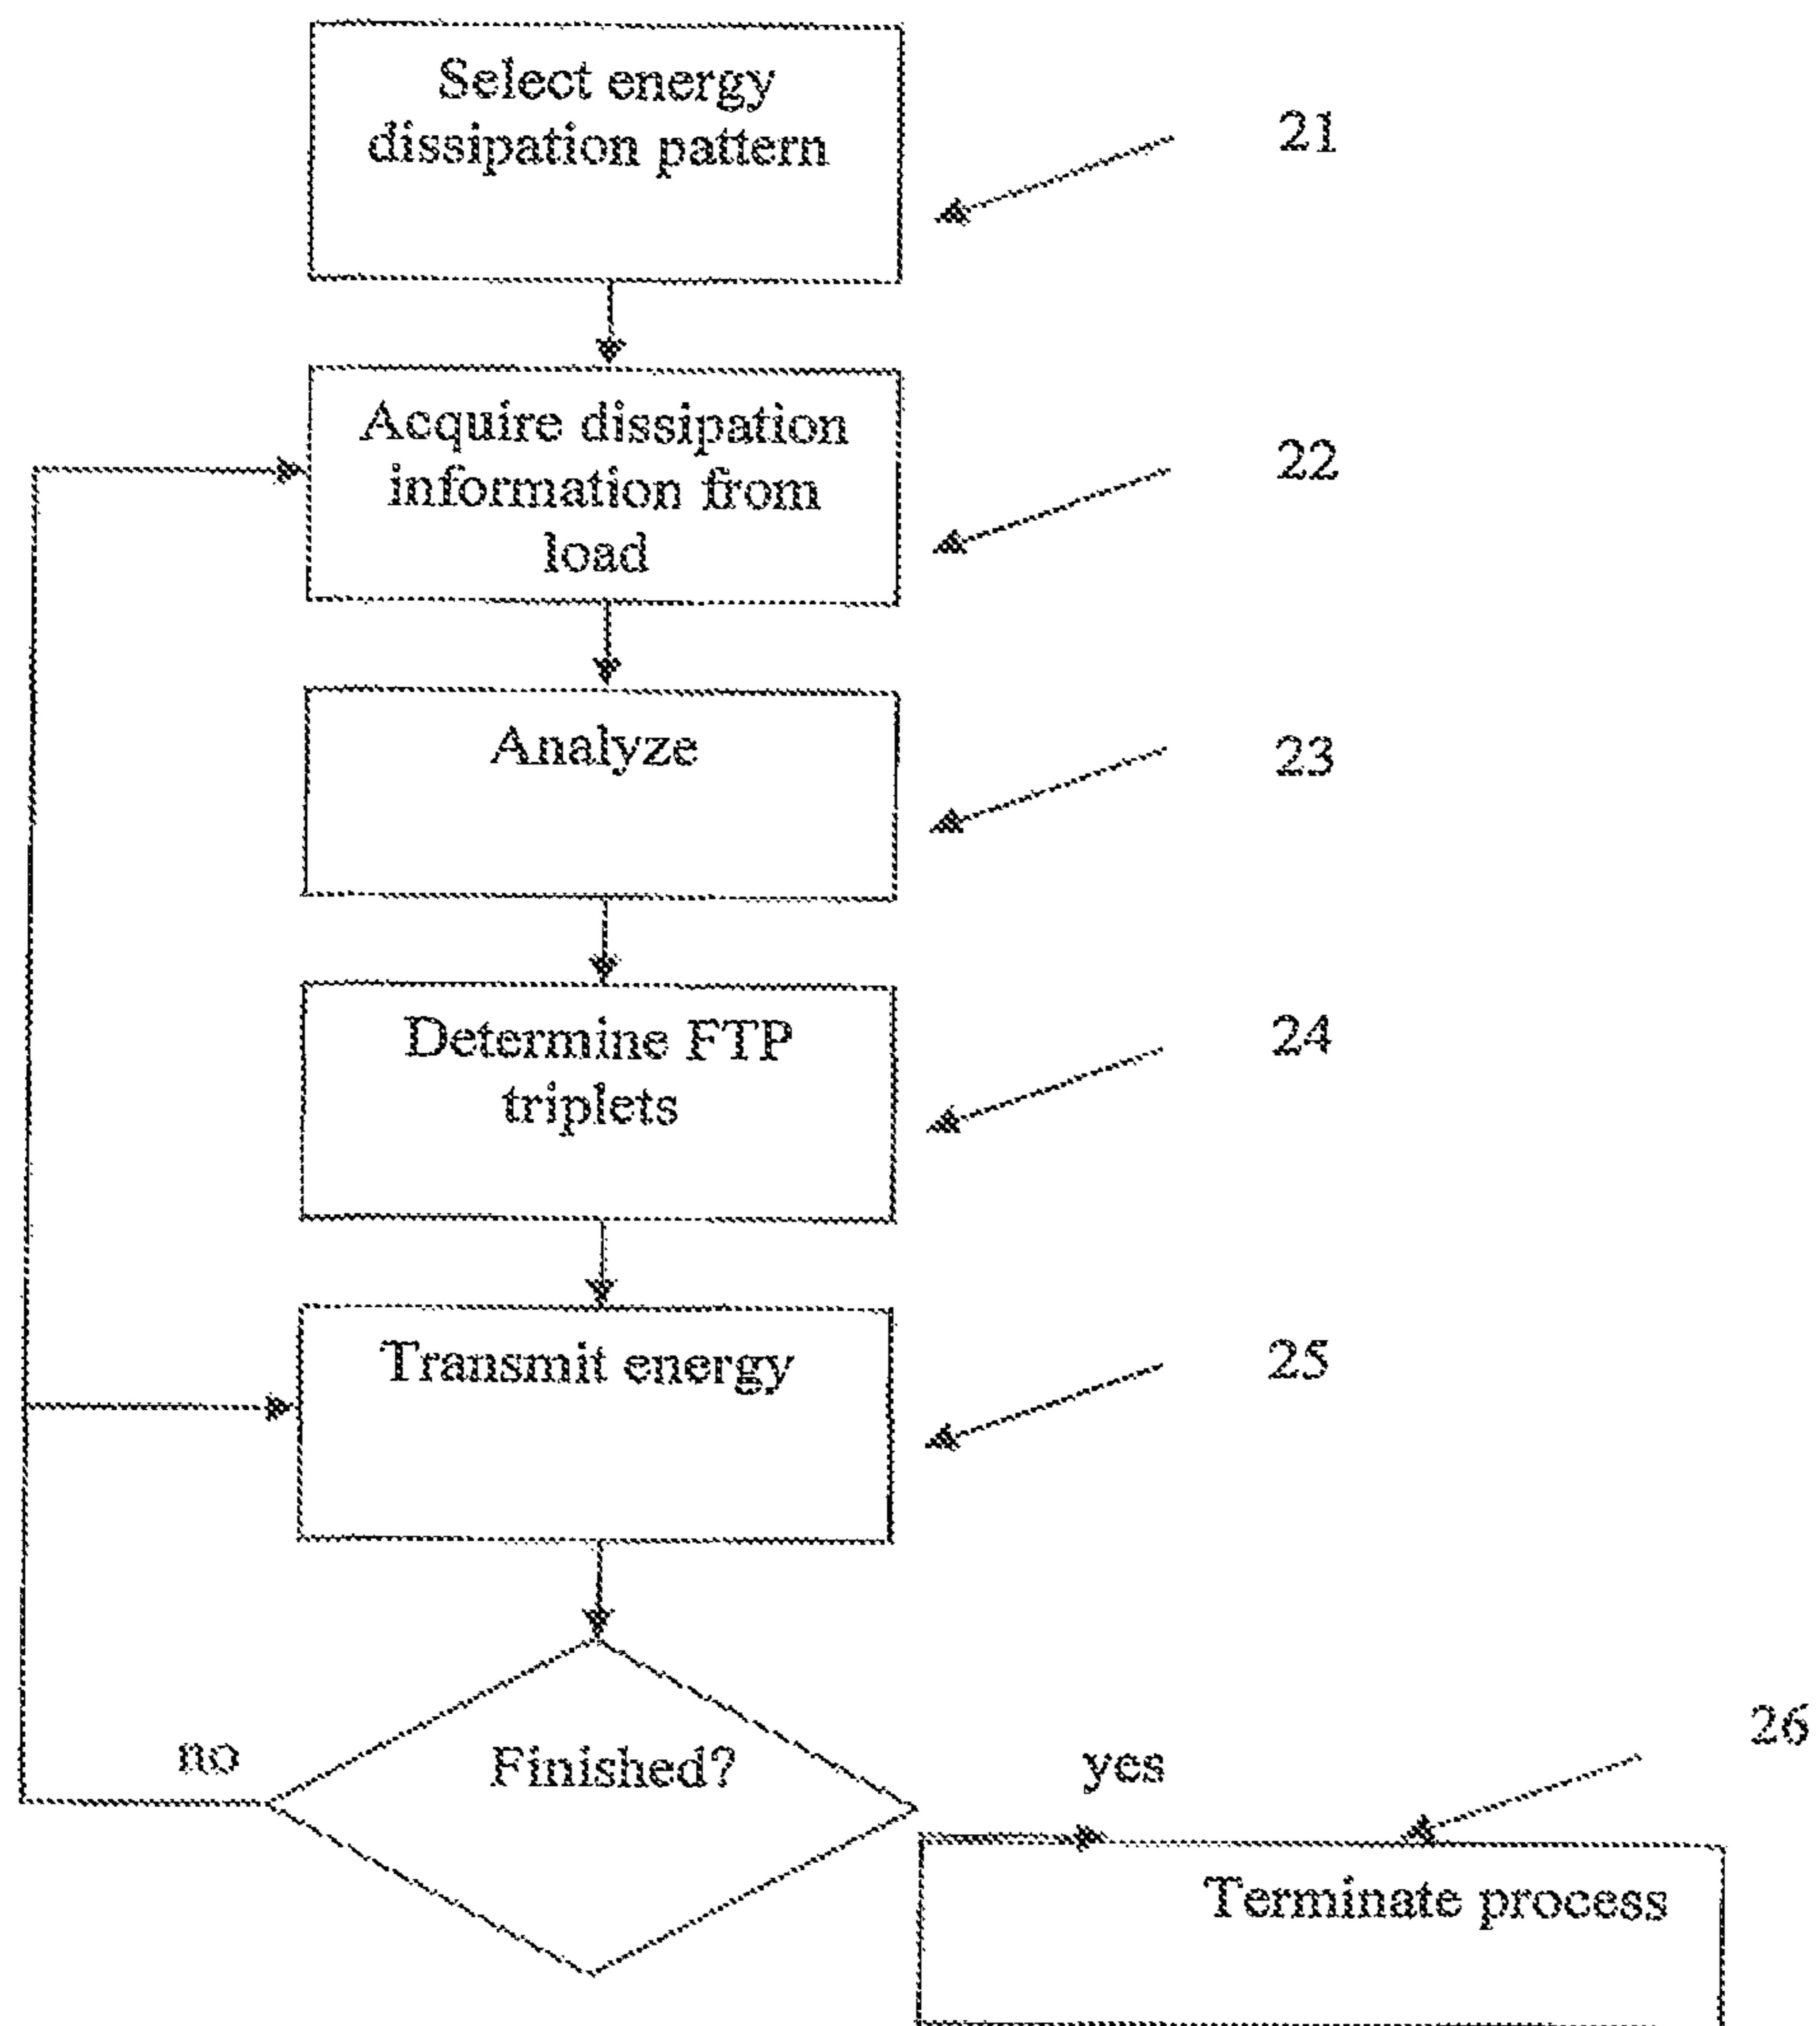 Select energy
dissipation pattern
21
Acquire dissipation
information from
load
22
Analyze
23
Determine FTP
triplets
24
Transmit energy
25
Finished?
no
yes
26
Terminate process